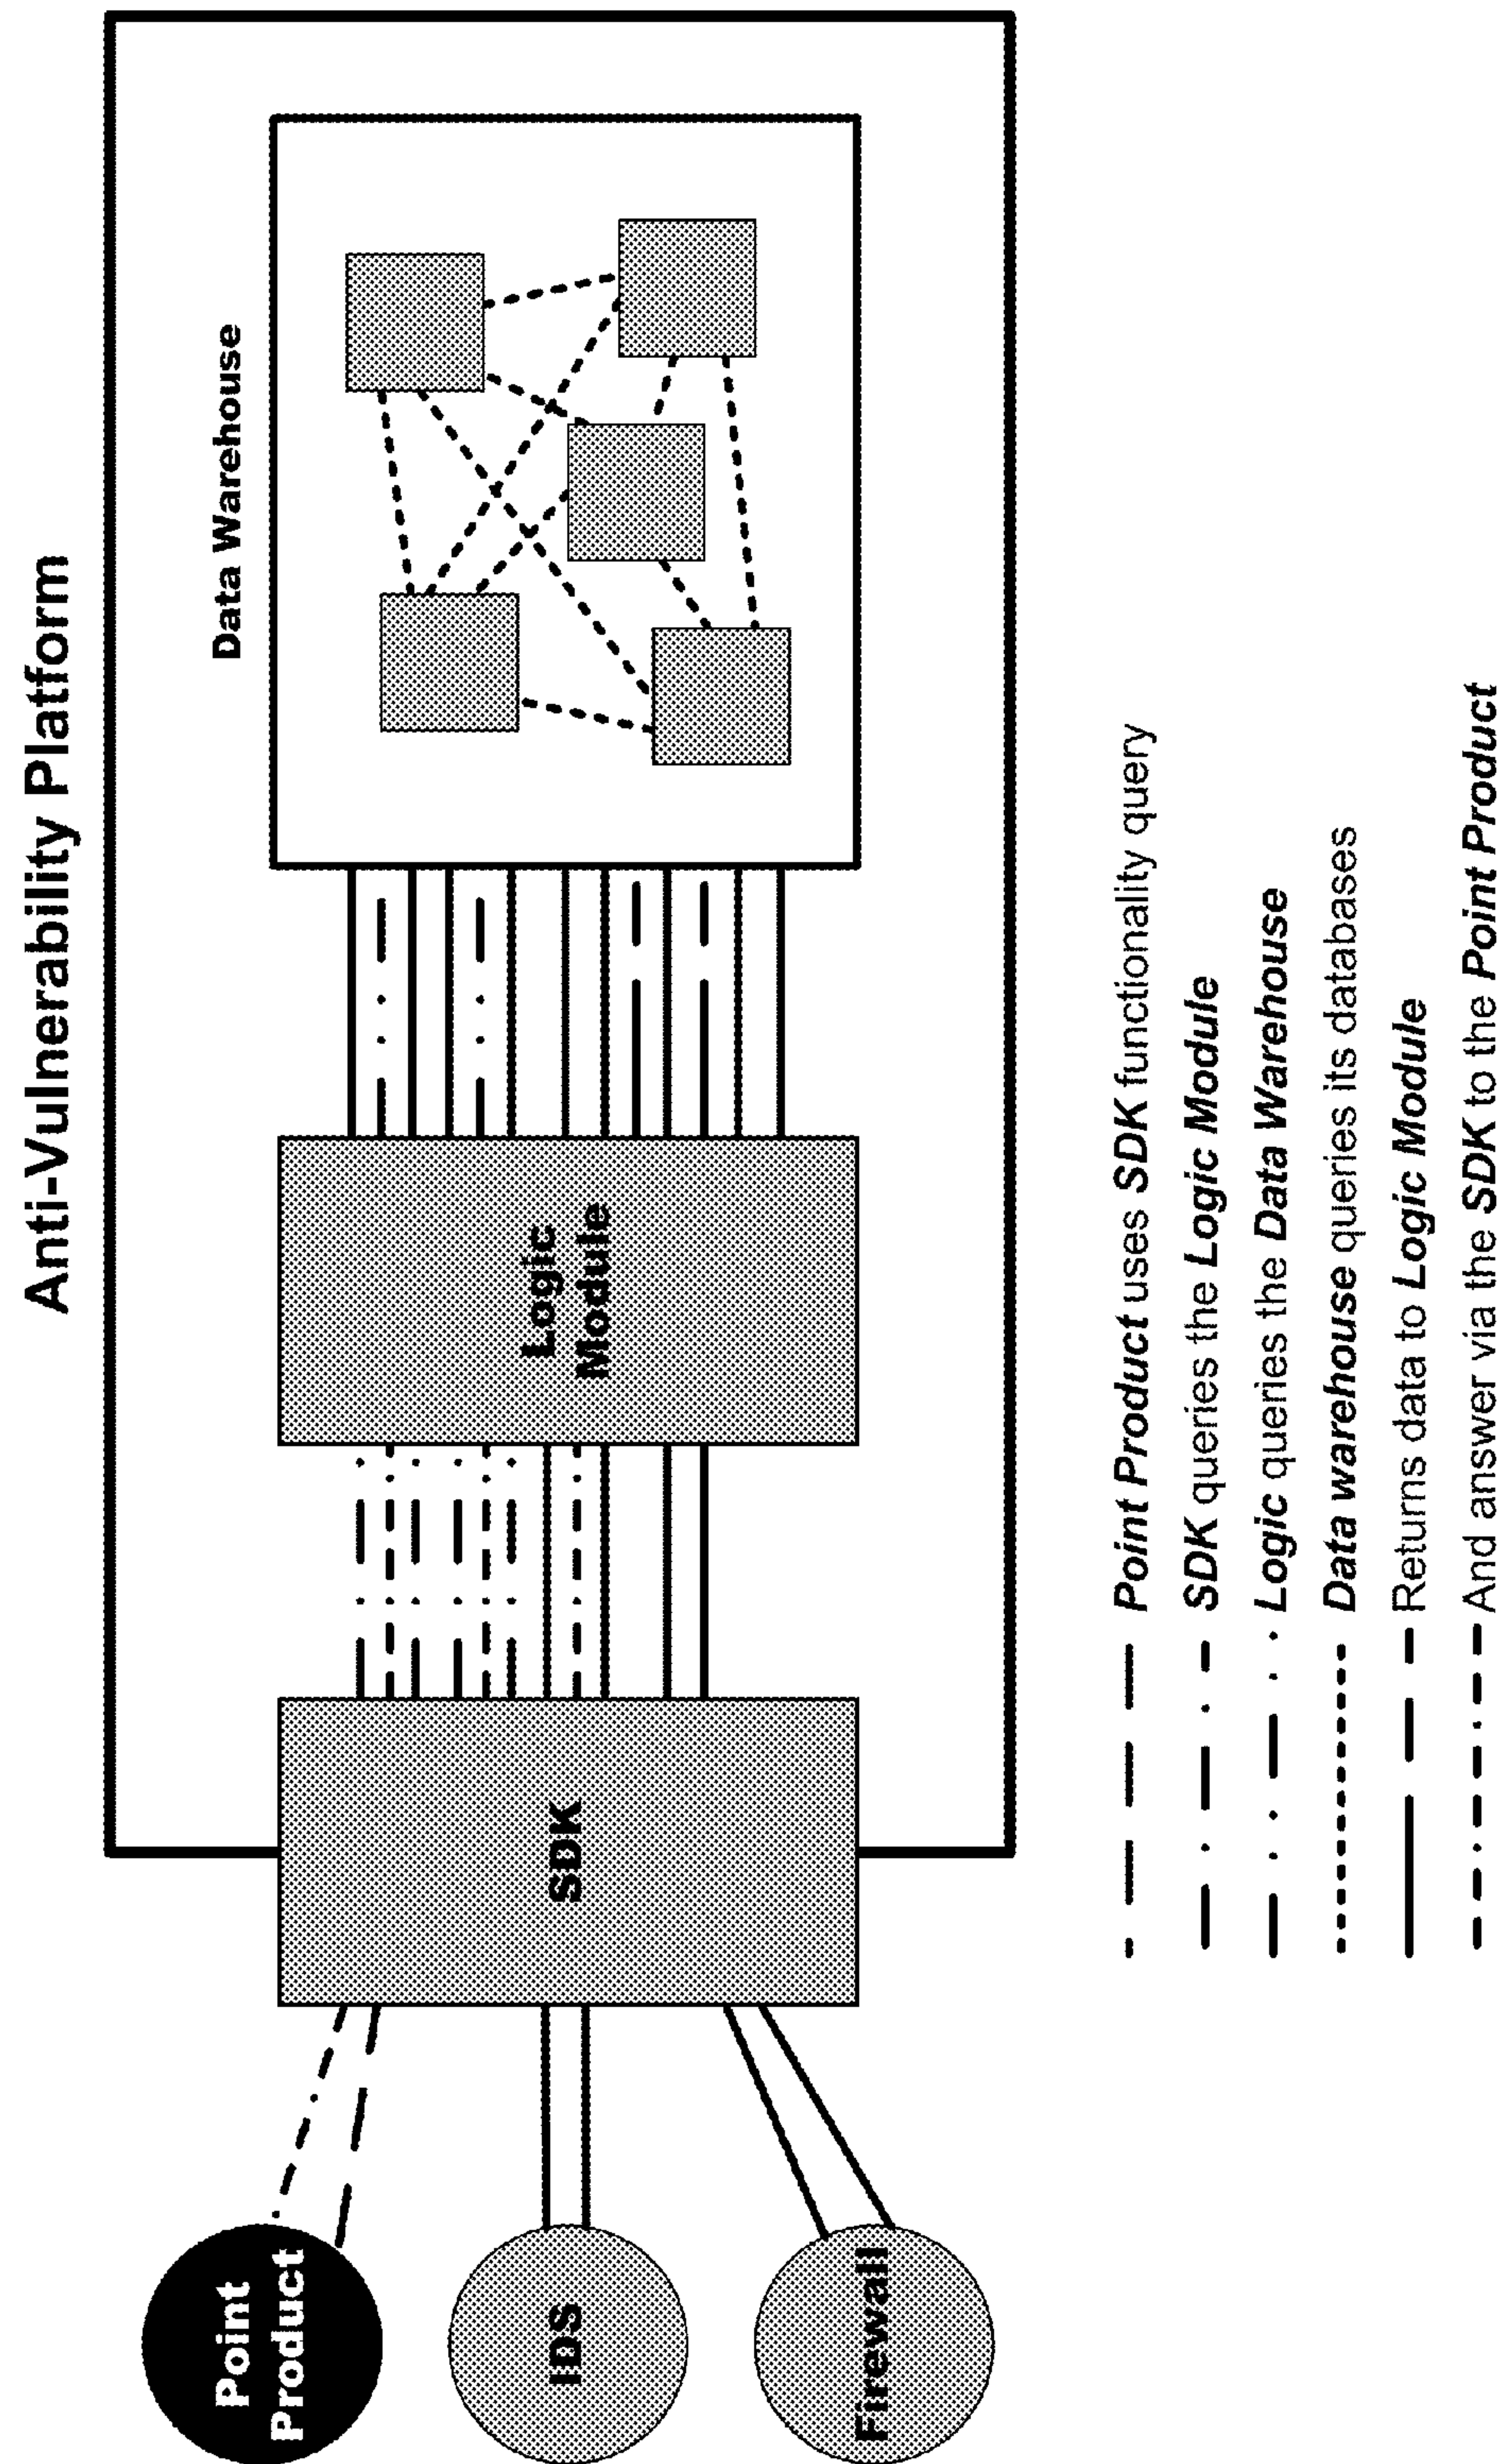 Anti-Vulnerability Platform
Data Warehouse
Point
Product
IDS
Firewall
SDK
Logic
Module
Point Product uses SDK functionality query
SDK queries the Logic Module
Logic queries the Data Warehouse
Data warehouse queries its databases
Returns data to Logic Module
And answer via the SDK to the Point Product